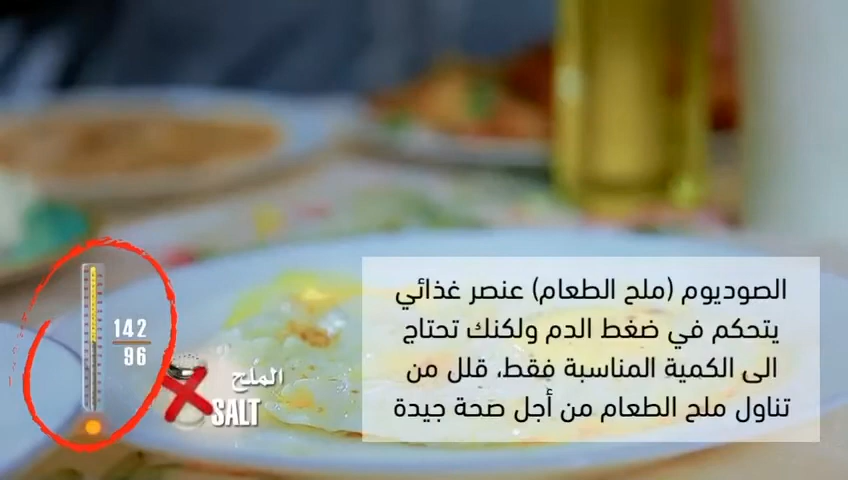 الصوديوم (ملح الطعام) عنصر غذائي
يتحكم في ضغط الدم ولكنك تحتاج
الى الكمية المناسبة فقط، قلل من
تناول ملح الطعام من أجل صحة جيدة
142
96
الملح
SALT